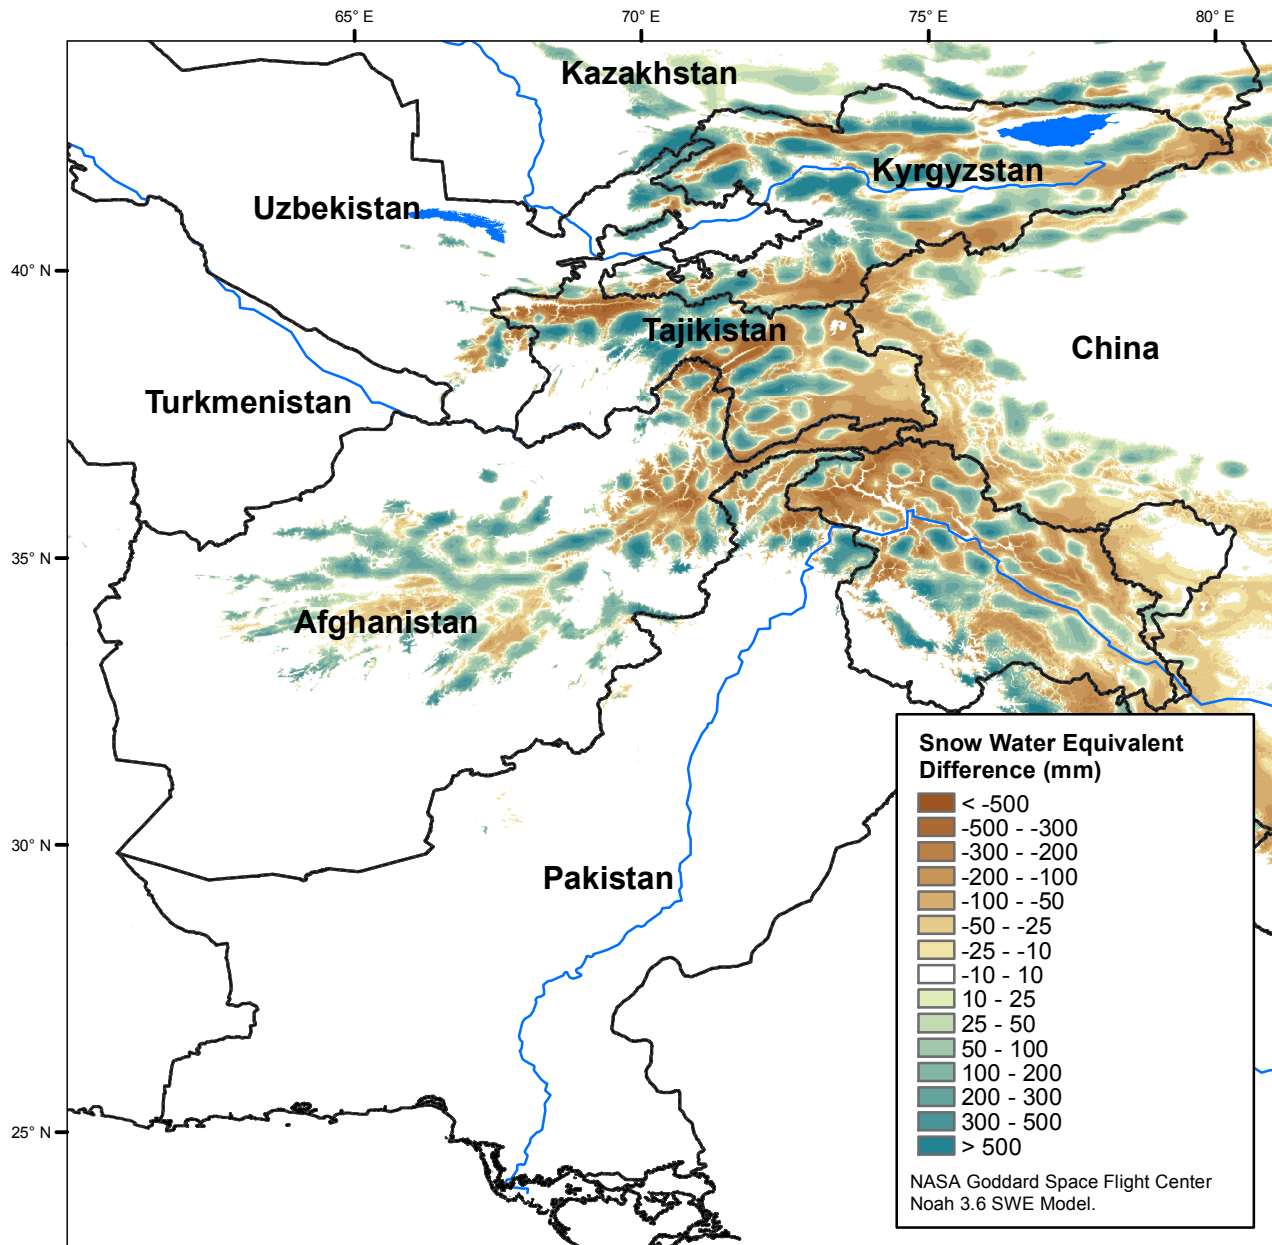 65° E
70° E
75° E
80° E
Kazakhstan
Kyrgyzstan
Uzbekistan
40° N
Tajikistan
China
Turkmenistan
35° N
Afghanistan
Snow Water Equivalent
Difference (mm)
< -500
-500 - -300
-300 - -200
-200 - -100
-100 - -50
-50 - -25
-25 - -10
-10 - 10
10 - 25
25 - 50
50 - 100
100 - 200
200 - 300
300 - 500
> 500
NASA Goddard Space Flight Center
Noah 3.6 SWE Model.
30° N
Pakistan
25° N